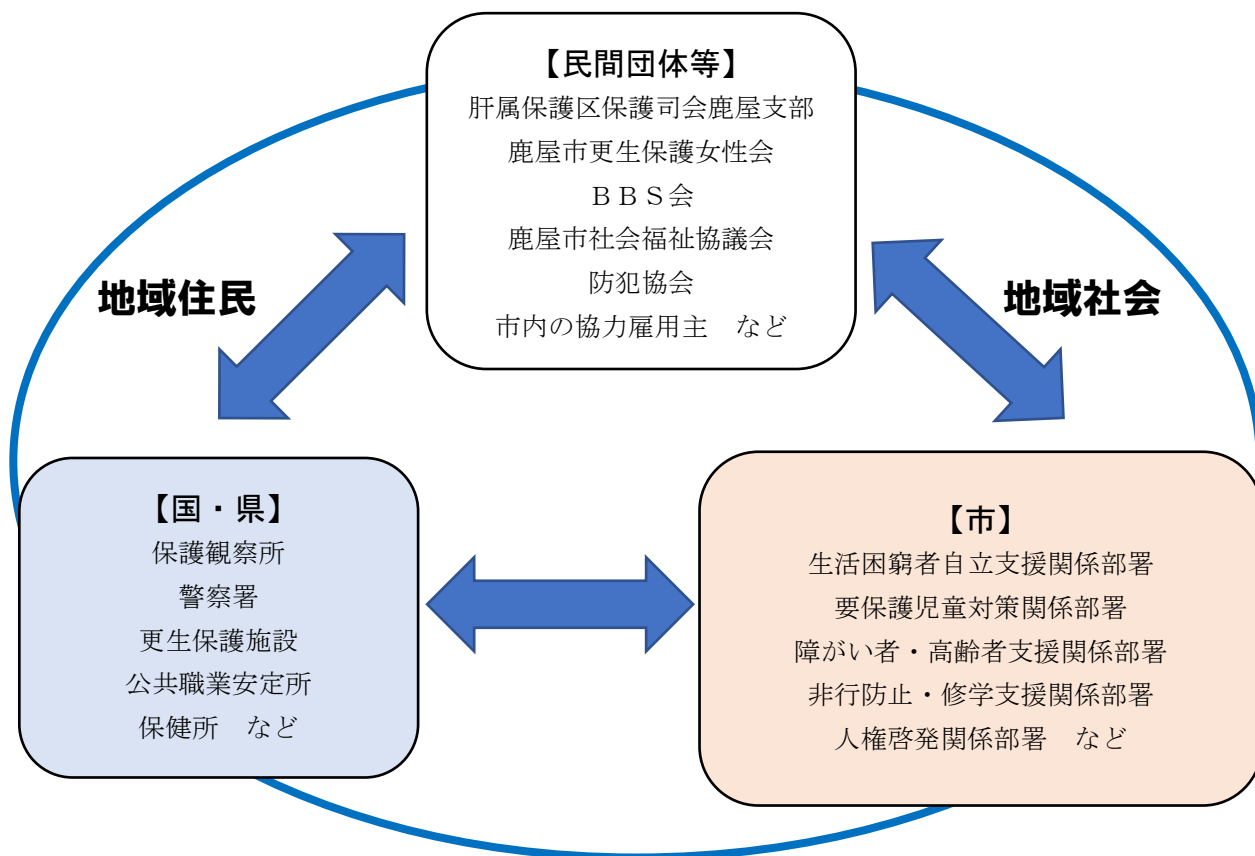 【民間団体等】
肝属保護区保護司会鹿屋支部
鹿屋市更生保護女性会
ＢＢＳ会
鹿屋市社会福祉協議会
防犯協会
市内の協力雇用主　など
地域住民
地域社会
【国・県】
保護観察所
警察署
更生保護施設
公共職業安定所
保健所　など
【市】
生活困窮者自立支援関係部署
要保護児童対策関係部署
障がい者・高齢者支援関係部署
非行防止・修学支援関係部署
人権啓発関係部署　など